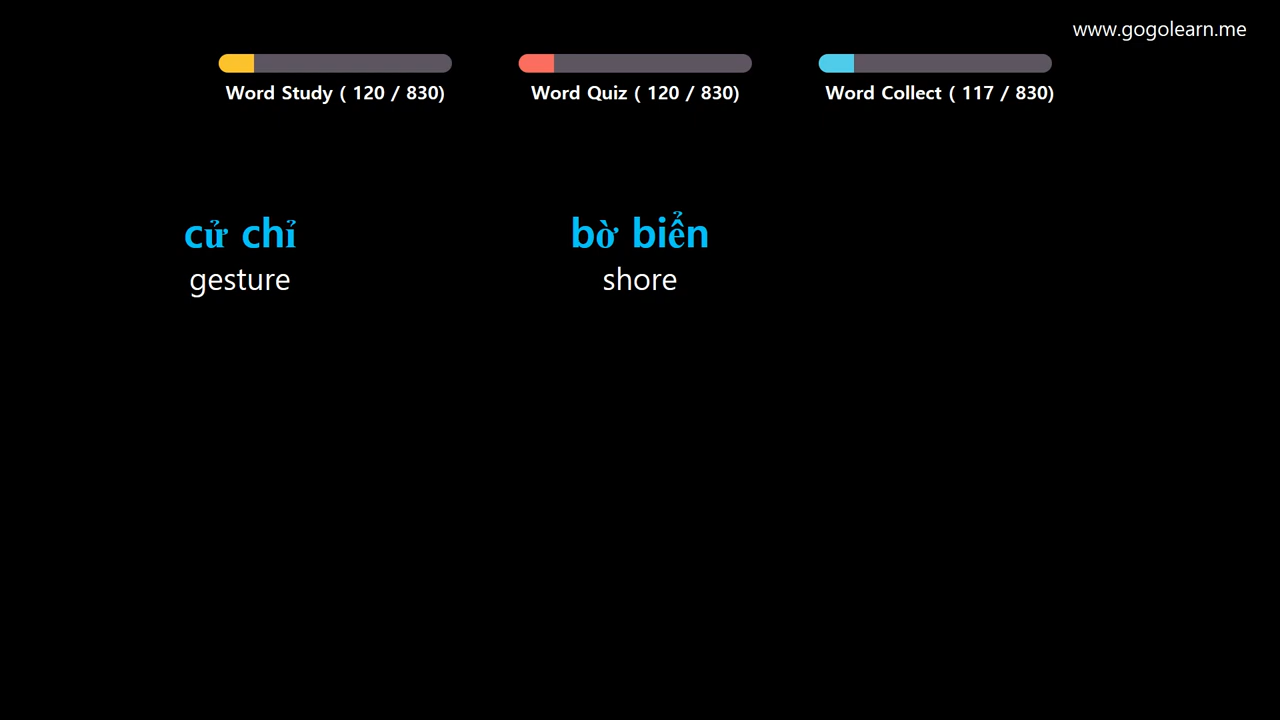 www.gogolearn.me
Word Study ( 120 / 830)
Word Quiz ( 120 / 830)
Word Collect ( 117 / 830)
cử chỉ
gesture
bờ biển
shore